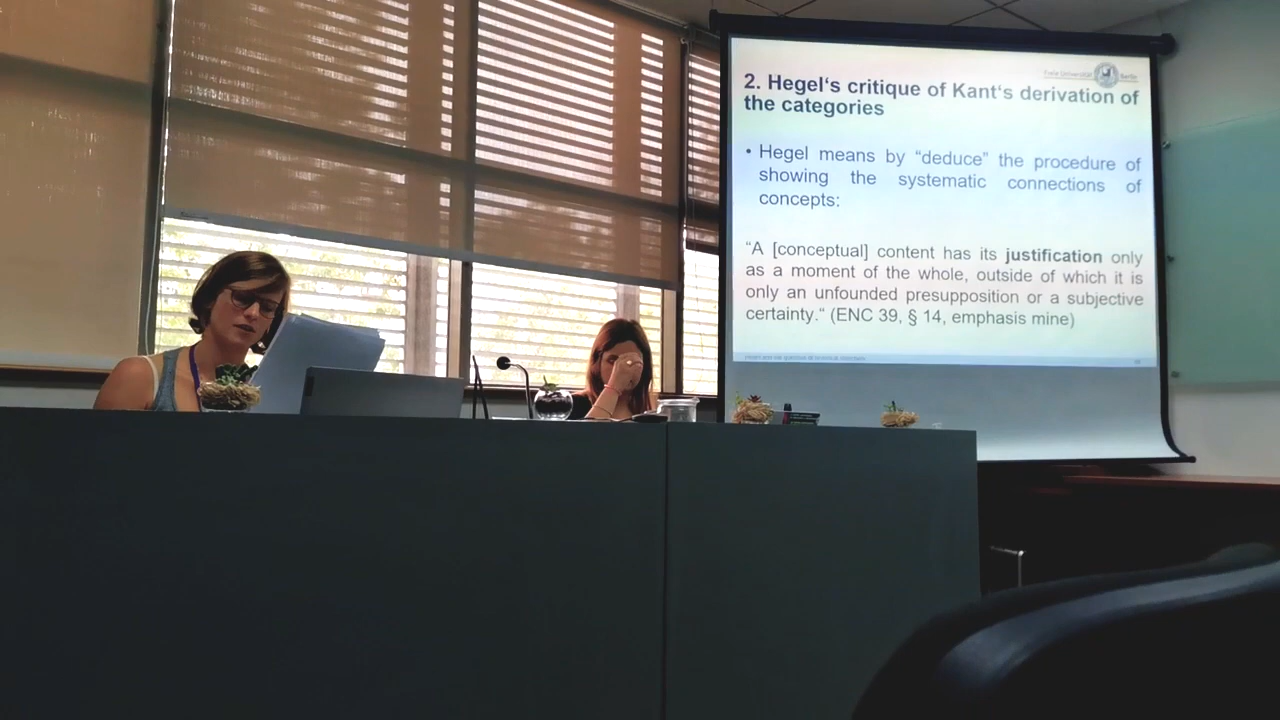 Freie Universität Berlin
2. Hegel‘s critique of Kant‘s derivation of
the categories
• Hegel means by “deduce” the procedure of
showing the systematic connections of
concepts:
“A [conceptual] content has its justification only
as a moment of the whole, outside of which it is
only an unfounded presupposition or a subjective
certainty.“ (ENC 39, § 14, emphasis mine)